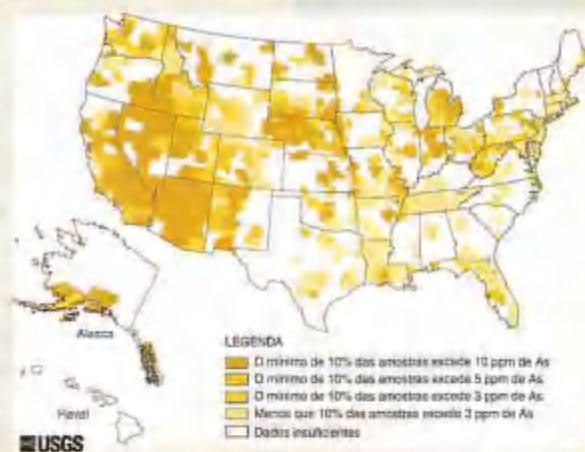 Alasca
Havaí
LEGENDA
O mínimo de 10% das amostras excede 10 ppm de As
O mínimo de 10% das amostras excede 5 ppm de As
O mínimo de 10% das amostras excede 3 ppm de As
Menos que 10% das amostras excedo 3 ppm de As
Dados insuficientes
USGS